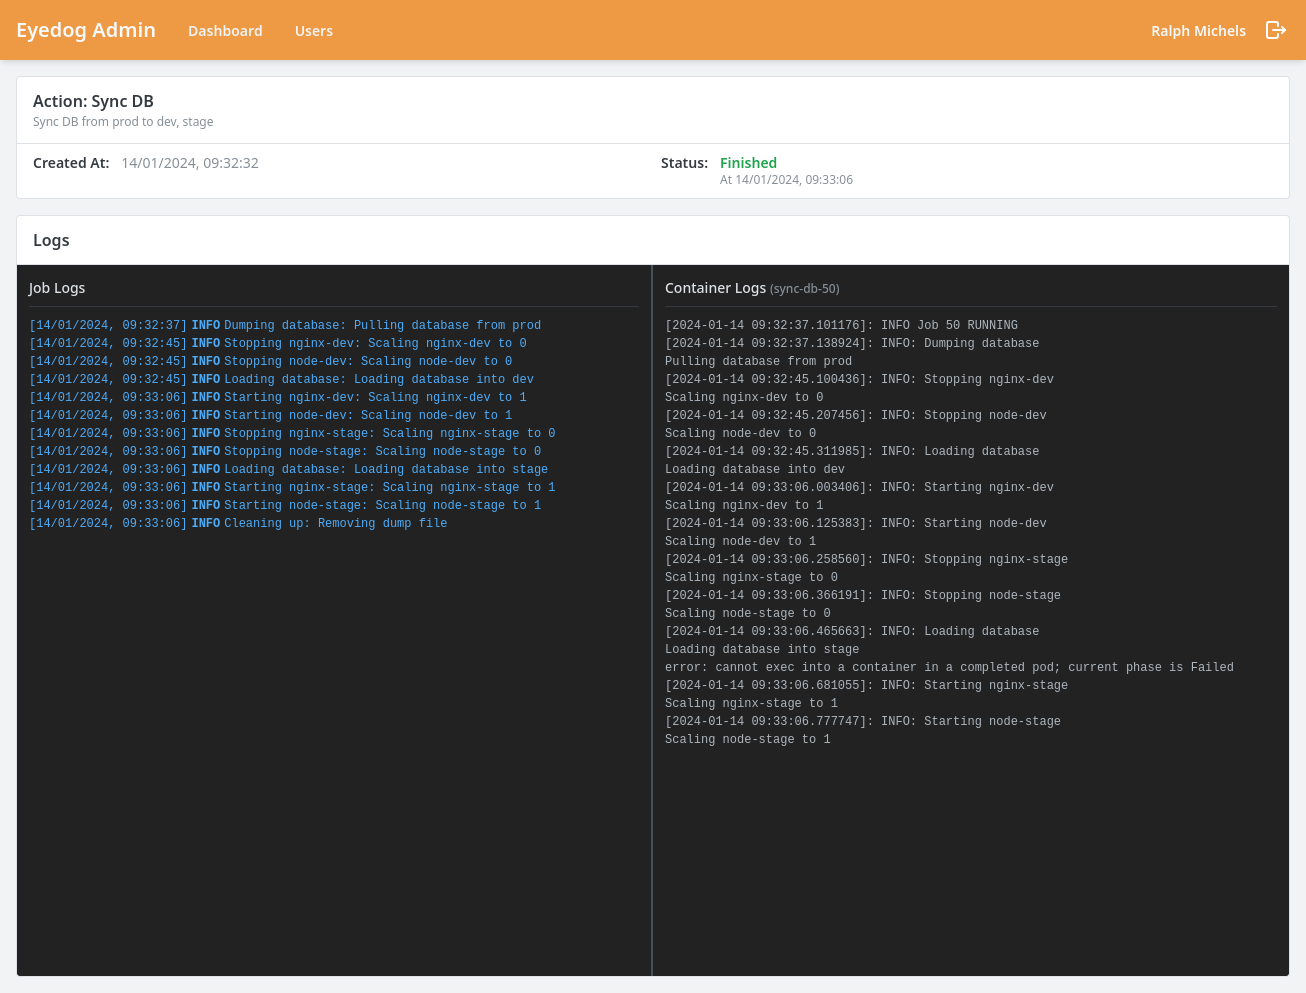 Eyedog Admin Dashboard Users Ralph Michels
Action: Sync DB
Sync DB from prod to dev, stage
Created At: 14/01/2024, 09:32:32
Status: Finished
At 14/01/2024, 09:33:06
Logs
Job Logs
[14/01/2024, 09:32:37] INFO Dumping database: Pulling database from prod
[14/01/2024, 09:32:45] INFO Stopping nginx-dev: Scaling nginx-dev to 0
[14/01/2024, 09:32:45] INFO Stopping node-dev: Scaling node-dev to 0
[14/01/2024, 09:32:45] INFO Loading database: Loading database into dev
[14/01/2024, 09:33:06] INFO Starting nginx-dev: Scaling nginx-dev to 1
[14/01/2024, 09:33:06] INFO Starting node-dev: Scaling node-dev to 1
[14/01/2024, 09:33:06] INFO Stopping nginx-stage: Scaling nginx-stage to 0
[14/01/2024, 09:33:06] INFO Stopping node-stage: Scaling node-stage to 0
[14/01/2024, 09:33:06] INFO Loading database: Loading database into stage
[14/01/2024, 09:33:06] INFO Starting nginx-stage: Scaling nginx-stage to 1
[14/01/2024, 09:33:06] INFO Starting node-stage: Scaling node-stage to 1
[14/01/2024, 09:33:06] INFO Cleaning up: Removing dump file
Container Logs (sync-db-50)
[2024-01-14 09:32:37.101176]: INFO Job 50 RUNNING
[2024-01-14 09:32:37.138924]: INFO: Dumping database
Pulling database from prod
[2024-01-14 09:32:45.100436]: INFO: Stopping nginx-dev
Scaling nginx-dev to 0
[2024-01-14 09:32:45.207456]: INFO: Stopping node-dev
Scaling node-dev to 0
[2024-01-14 09:32:45.311985]: INFO: Loading database
Loading database into dev
[2024-01-14 09:33:06.003406]: INFO: Starting nginx-dev
Scaling nginx-dev to 1
[2024-01-14 09:33:06.125383]: INFO: Starting node-dev
Scaling node-dev to 1
[2024-01-14 09:33:06.258560]: INFO: Stopping nginx-stage
Scaling nginx-stage to 0
[2024-01-14 09:33:06.366191]: INFO: Stopping node-stage
Scaling node-stage to 0
[2024-01-14 09:33:06.465663]: INFO: Loading database
Loading database into stage
error: cannot exec into a container in a completed pod; current phase is Failed
[2024-01-14 09:33:06.681055]: INFO: Starting nginx-stage
Scaling nginx-stage to 1
[2024-01-14 09:33:06.777747]: INFO: Starting node-stage
Scaling node-stage to 1